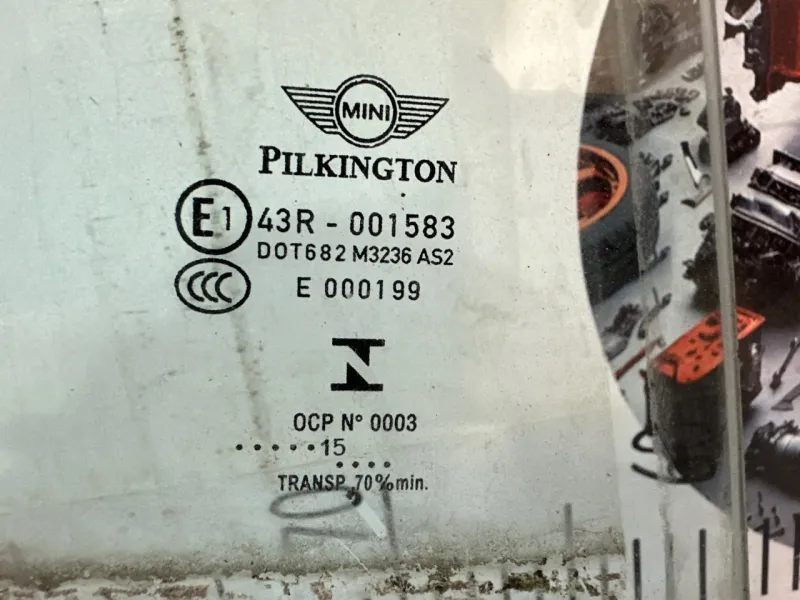 MINI
PILKINGTON
E1 43R - 001583
DOT682 M3236 AS2
CCC E 000199
OCP N° 0003
.....15
....
TRANSP. 70% min.